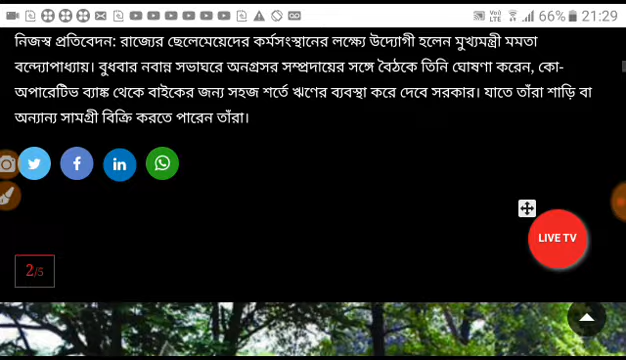 66% 21:29
নিজস্ব প্রতিবেদন: রাজ্যের ছেলেমেয়েদের কর্মসংস্থানের লক্ষ্যে উদ্যোগী হলেন মুখ্যমন্ত্রী মমতা
বন্দ্যোপাধ্যায়। বুধবার নবান্ন সভাঘরে অনগ্রসর সম্প্রদায়ের সঙ্গে বৈঠকে তিনি ঘোষণা করেন, কো-
অপারেটিভ ব্যাঙ্ক থেকে বাইকের জন্য সহজ শর্তে ঋণের ব্যবস্থা করে দেবে সরকার। যাতে তাঁরা শাড়ি বা
অন্যান্য সামগ্রী বিক্রি করতে পারেন তাঁরা।
LIVE TV
2/5